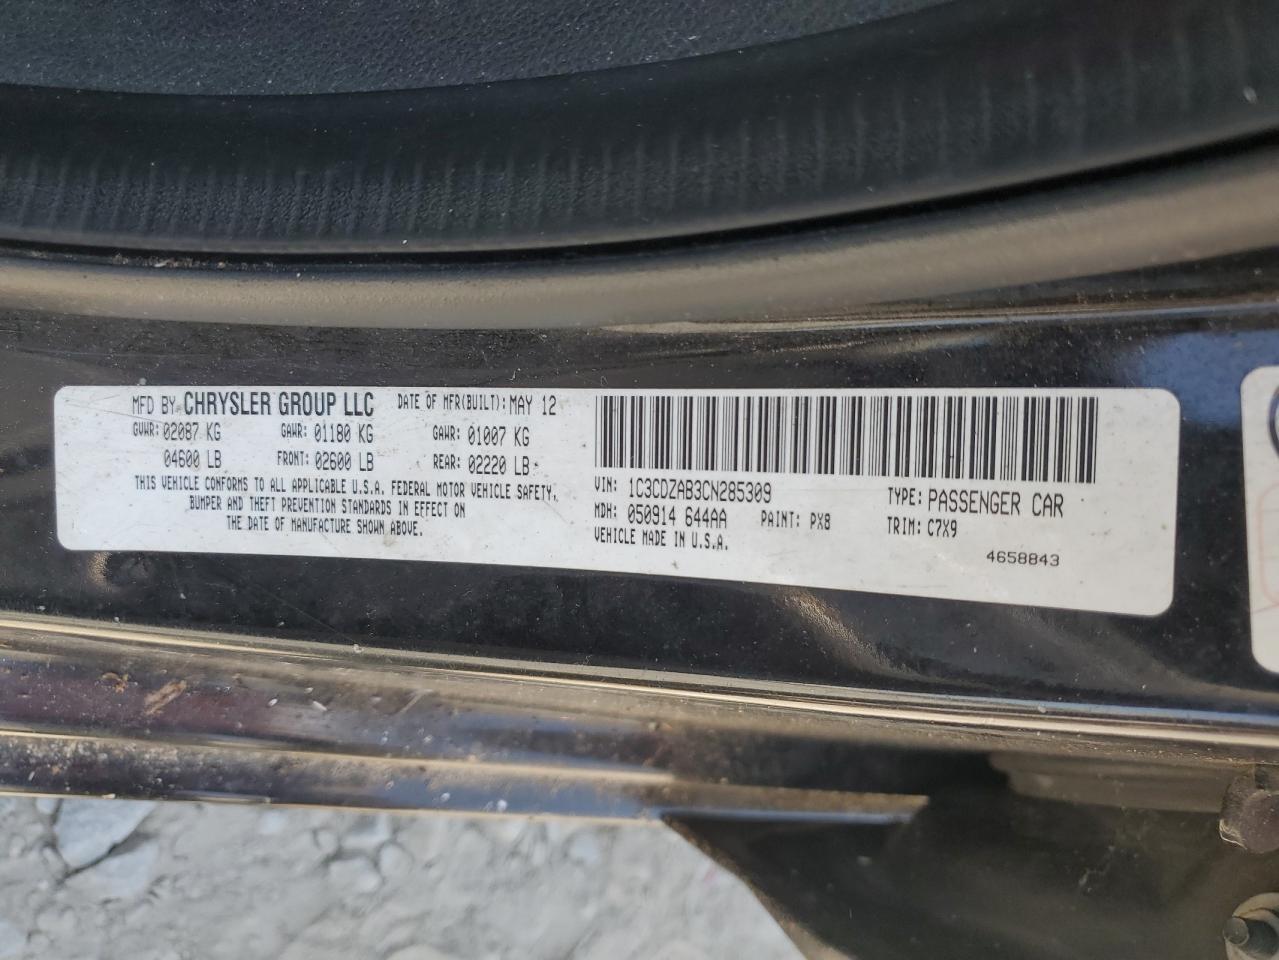 MFD BY CHRYSLER GROUP LLC DATE OF MFR(BUILT): MAY 12
GVWR: 02087 KG GAWR: 01180 KG GAWR: 01007 KG
04600 LB FRONT: 02600 LB REAR: 02220 LB
THIS VEHICLE CONFORMS TO ALL APPLICABLE U.S.A. FEDERAL MOTOR VEHICLE SAFETY,
BUMPER AND THEFT PREVENTION STANDARDS IN EFFECT ON
THE DATE OF MANUFACTURE SHOWN ABOVE.
VIN: 1C3CDZAB3CN285309 TYPE: PASSENGER CAR
MDH: 050914 644AA PAINT: PX8 TRIM: C7X9
VEHICLE MADE IN U.S.A.
4658843